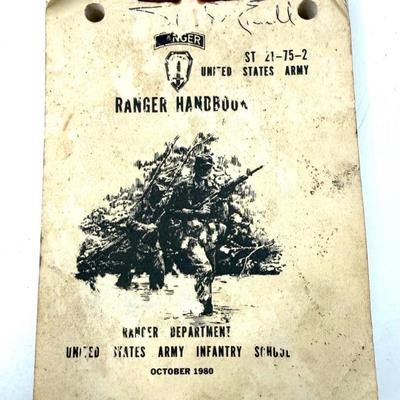 RANGER
ST 21-75-2
UNITED STATES ARMY
RANGER HANDBOOK
RANGER DEPARTMENT
UNITED STATES ARMY INFANTRY SCHOOL
OCTOBER 1980